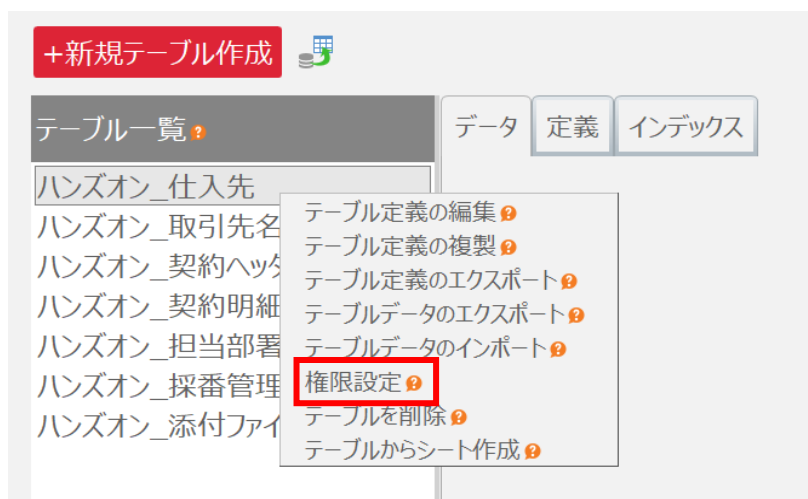 +新規テーブル作成
テーブル一覧
データ 定義 インデックス
ハンズオン_仕入先
ハンズオン_取引先名
ハンズオン_契約ヘッダ
ハンズオン_契約明細
ハンズオン_担当部署
ハンズオン_採番管理
ハンズオン_添付ファイ
テーブル定義の編集
テーブル定義の複製
テーブル定義のエクスポート
テーブルデータのエクスポート
テーブルデータのインポート
権限設定
テーブルを削除
テーブルからシート作成